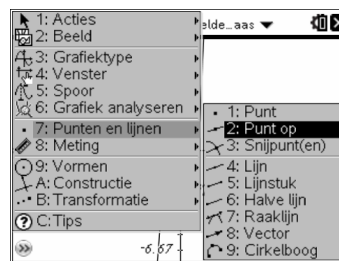 1: Acties
2: Beeld
elde...aas
3: Grafiektype
4: Venster
5: Spoor
6: Grafiek analyseren
7: Punten en lijnen
8: Meting
9: Vormen
A: Constructie
B: Transformatie
C: Tips
1: Punt
2: Punt op
3: Snijpunt(en)
4: Lijn
5: Lijnstuk
6: Halve lijn
7: Raaklijn
8: Vector
9: Cirkelboog
-6.67